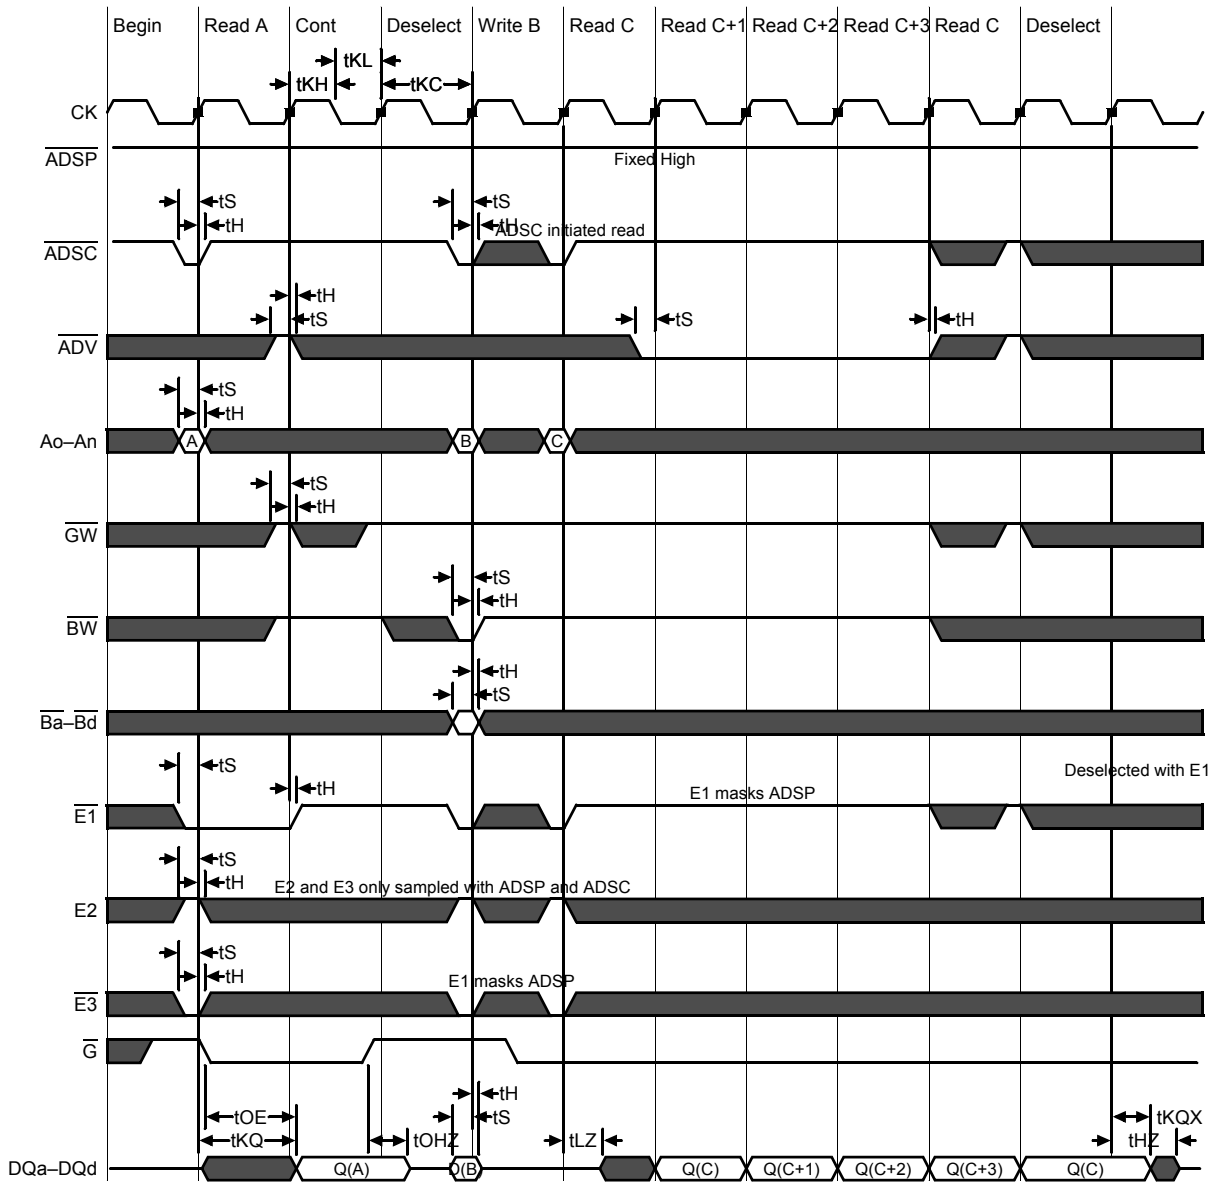 Begin Read A Cont Deselect Write B Read C Read C+1 Read C+2 Read C+3 Read C Deselect
tKL
tKH tKC
CK
ADSP Fixed High
tS tS
tH tH
ADSC initiated read
ADSC
tH
tS tS tH
ADV
tS
tH
Ao–An A B C
tS
tH
GW
tS
tH
BW
tH
tS
Ba–Bd
tS Deselected with E1
tH
E1 masks ADSP
E1
tS
tH E2 and E3 only sampled with ADSP and ADSC
E2
tS
tH E1 masks ADSP
E3
G
tH
tOE tS tKQX
tKQ tOHZ tLZ tHZ
DQa–DQd Q(A) Q(B) Q(C) Q(C+1) Q(C+2) Q(C+3) Q(C)